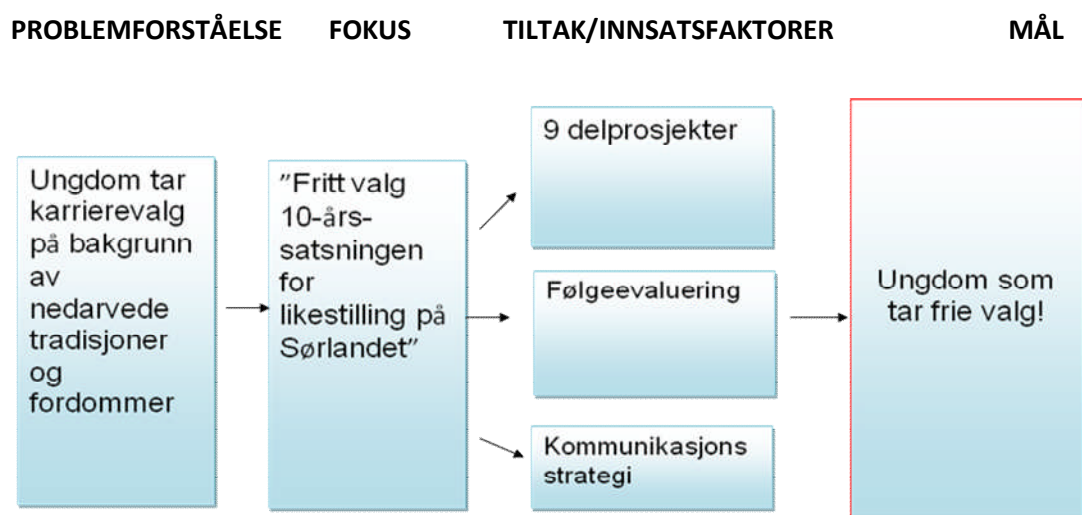 PROBLEMFORSTÅELSE FOKUS TILTAK/INNSATSFAKTORER MÅL
Ungdom tar
karrierevalg
på bakgrunn
av
nedarvede
tradisjoner
og
fordommer
”Fritt valg
10-års-
satsningen
for
likestilling på
Sørlandet”
9 delprosjekter
Følgeevaluering
Kommunikasjons
strategi
Ungdom som
tar frie valg!